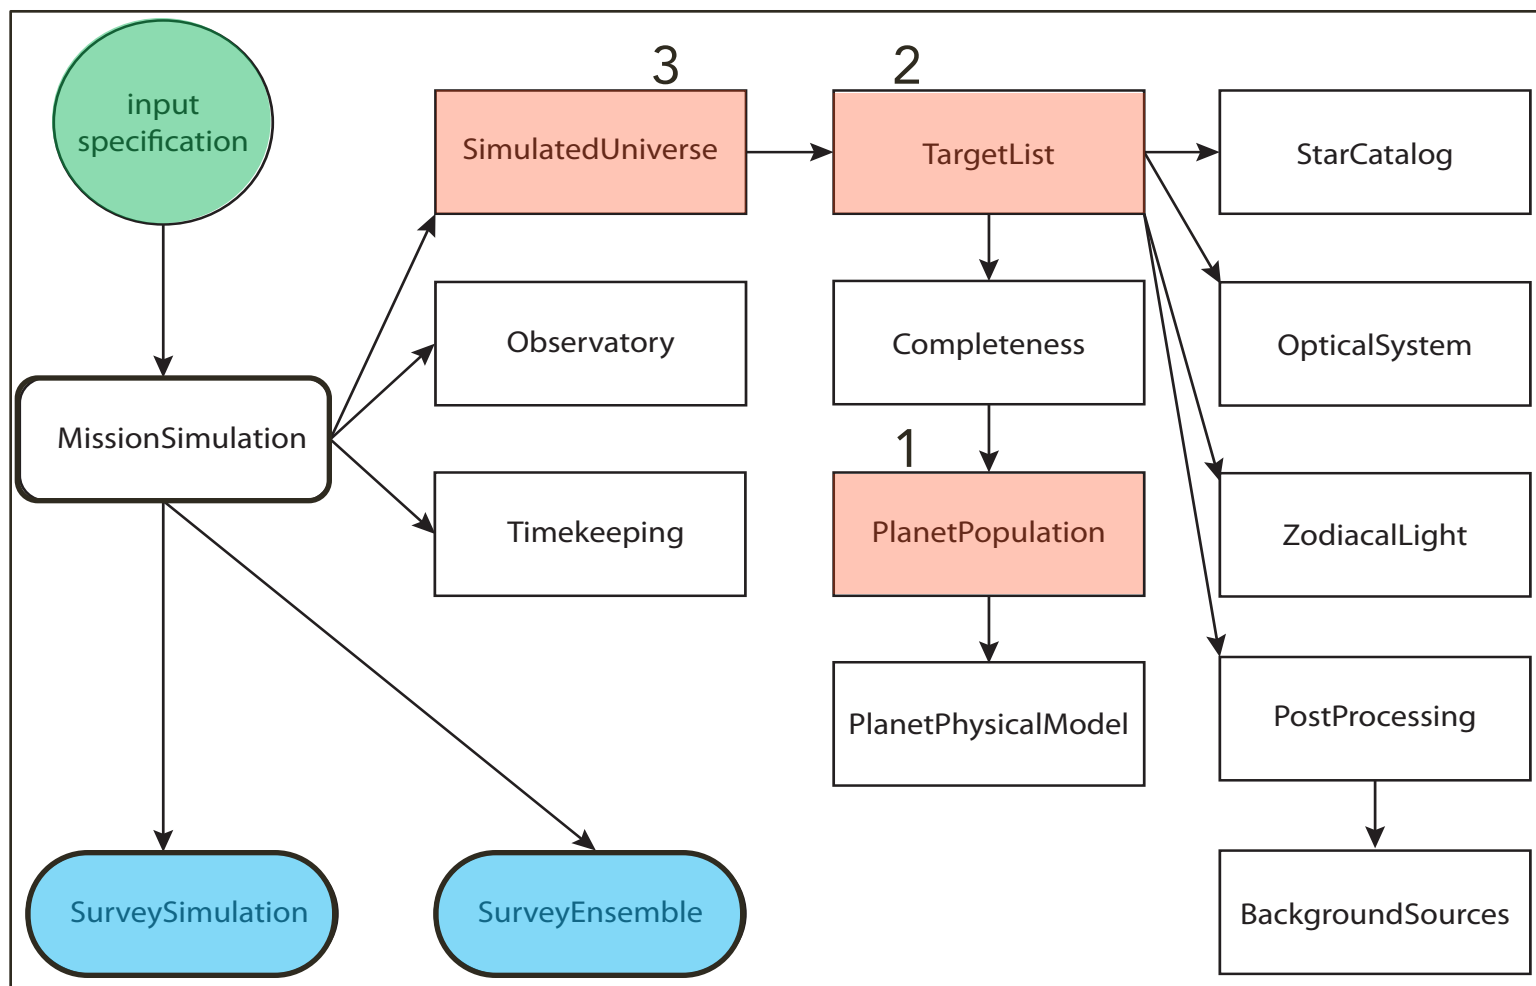 3
2
input
specification
SimulatedUniverse
TargetList
StarCatalog
Observatory
Completeness
OpticalSystem
MissionSimulation
1
Timekeeping
PlanetPopulation
ZodiacalLight
PlanetPhysicalModel
PostProcessing
SurveySimulation
SurveyEnsemble
BackgroundSources